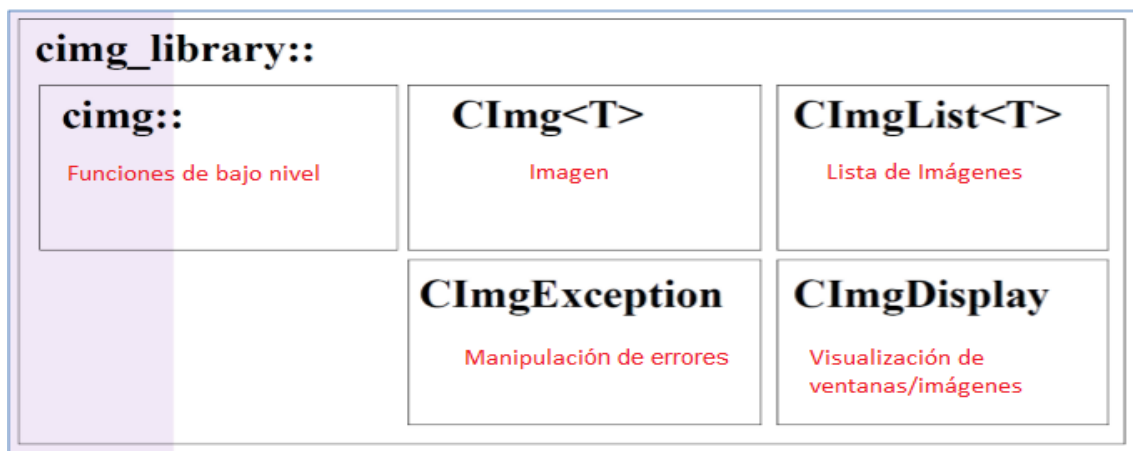 cimg_library::
cimg::
Funciones de bajo nivel
CImg<T>
Imagen
CImgList<T>
Lista de Imágenes
CImgException
Manipulación de errores
CImgDisplay
Visualización de
ventanas/imágenes